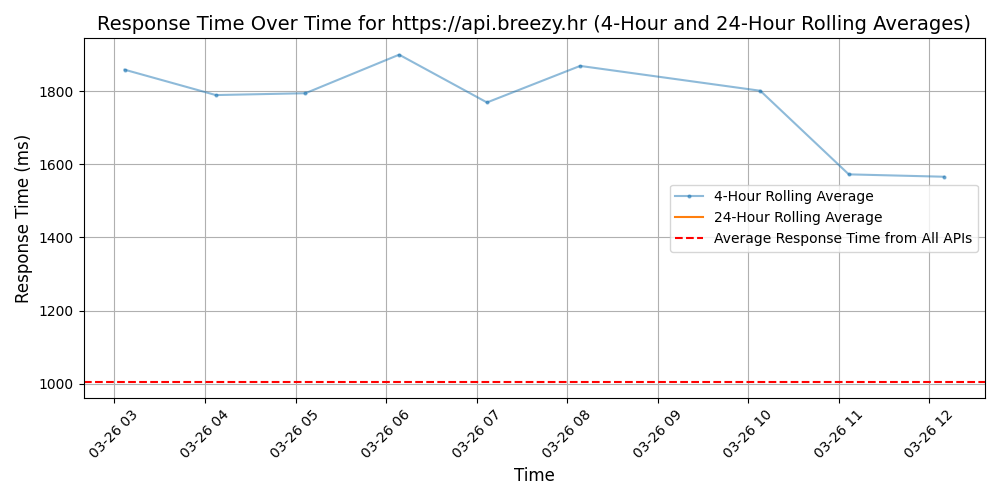 Response Time Over Time for https://api.breezy.hr (4-Hour and 24-Hour Rolling Averages)
Response Time (ms)
1800
1600
1400
1200
1000
4-Hour Rolling Average
24-Hour Rolling Average
Average Response Time from All APIs
03-26 03
03-26 04
03-26 05
03-26 06
03-26 07
03-26 08
03-26 09
03-26 10
03-26 11
03-26 12
Time